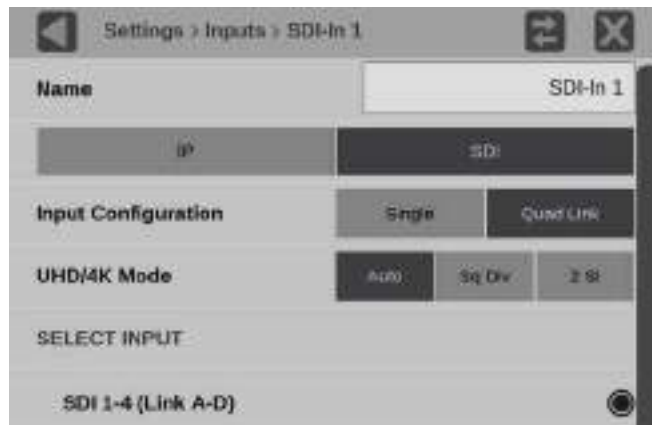 Settings > Inputs > SDI-In 1
Name
SDI-In 1
IP SDI
Input Configuration Single Quad Link
UHD/4K Mode Auto Sq Div 2 SI
SELECT INPUT
SDI 1-4 (Link A-D)